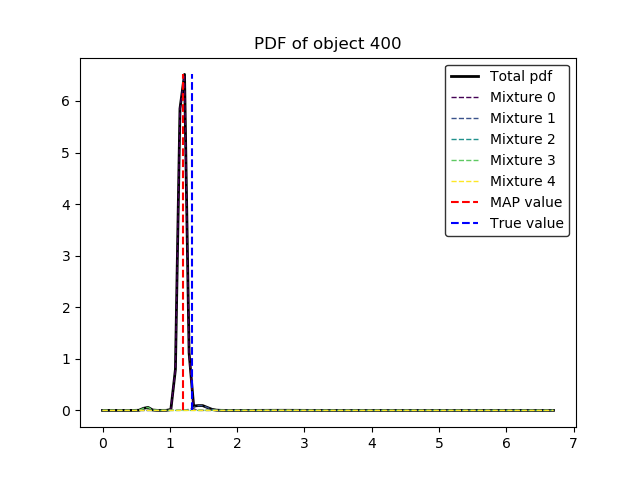 PDF of object 400
Total pdf
Mixture 0
Mixture 1
Mixture 2
Mixture 3
Mixture 4
MAP value
True value
6
5
4
3
2
1
0
0 1 2 3 4 5 6 7